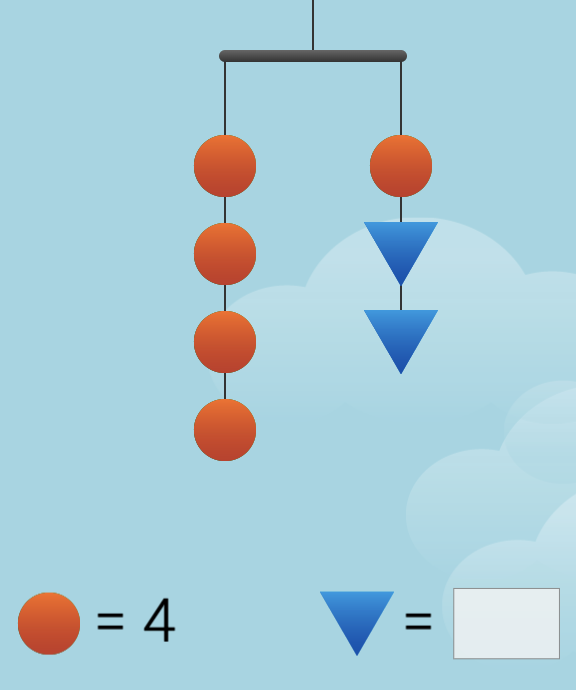 = 4 =